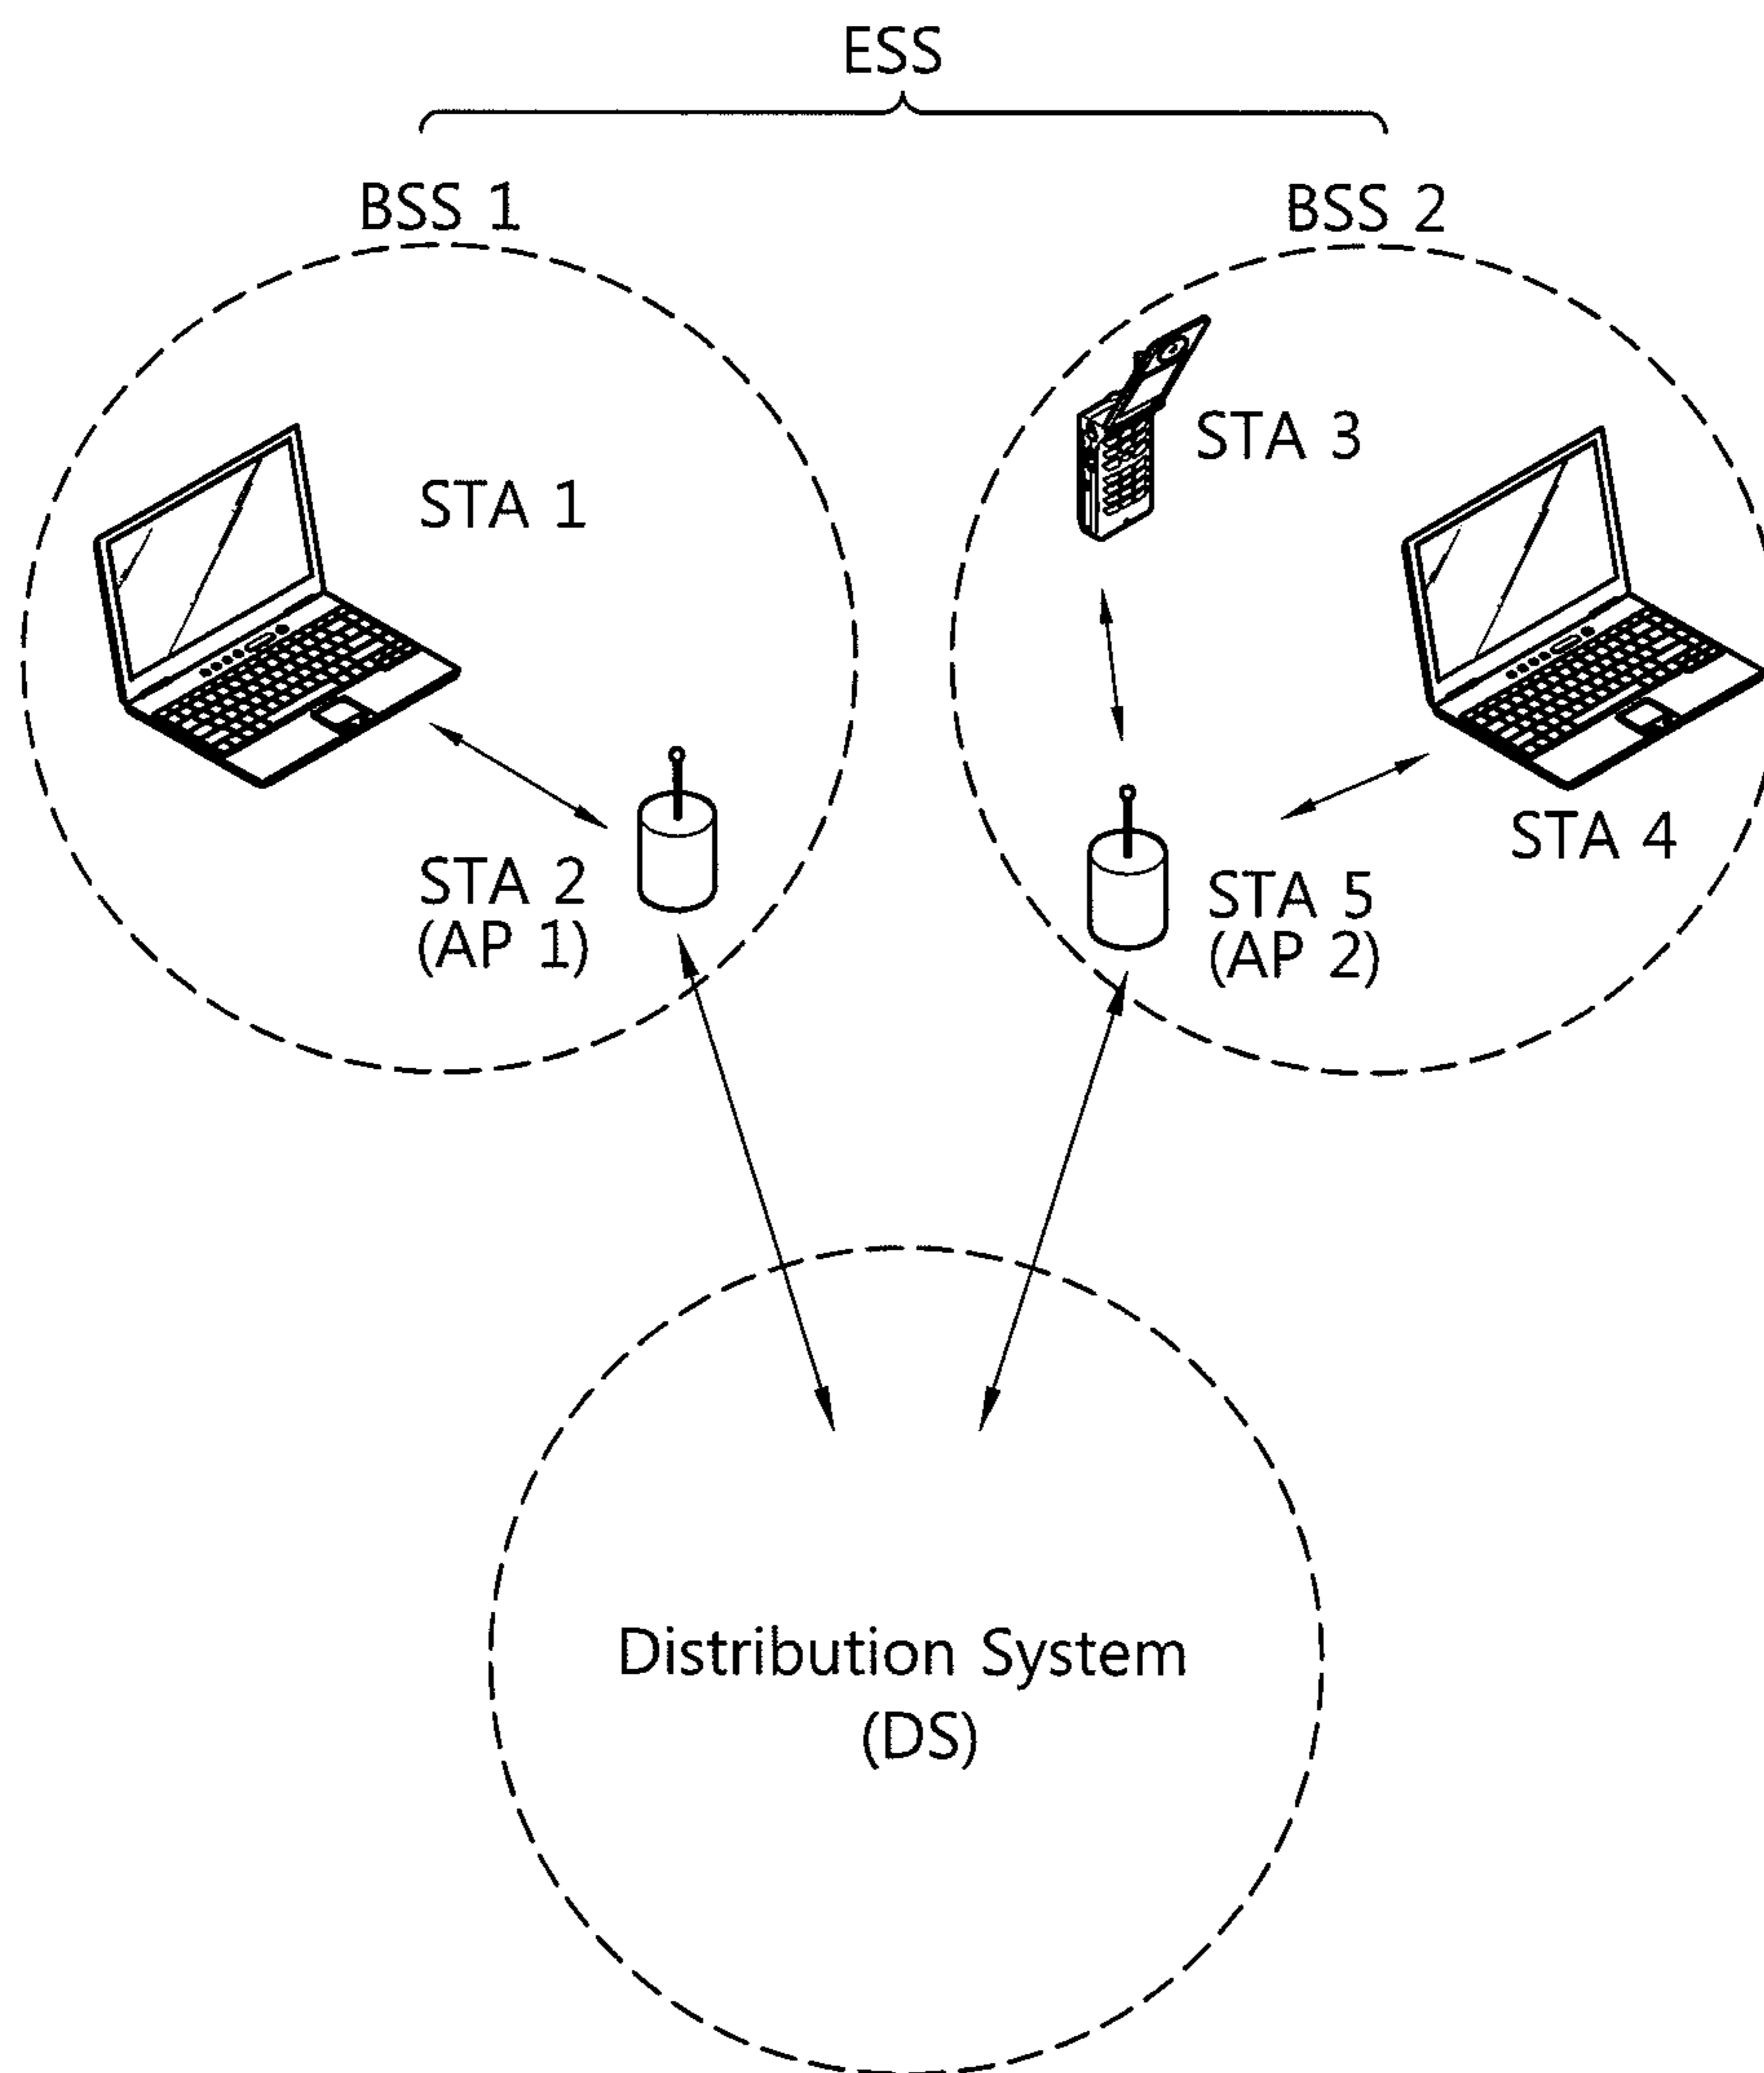 ESS
BSS 1
BSS 2
STA 1
STA 3
STA 2
(AP 1)
STA 5
(AP 2)
STA 4
Distribution System
(DS)